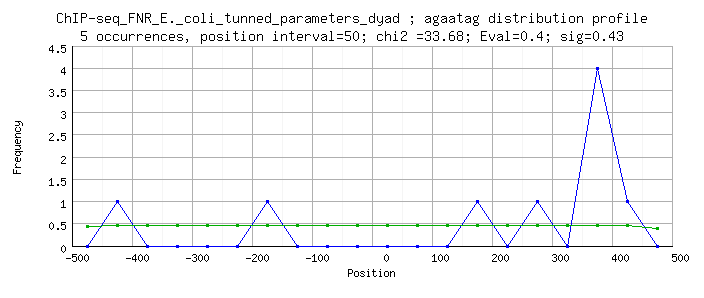 ChIP-seq_FNR_E._coli_tunned_parameters_dyad ; agaatag distribution profile
5 occurrences, position interval=50; chi2 =33.68; Eval=0.4; sig=0.43
Frequency
4.5
4
3.5
3
2.5
2
1.5
1
0.5
0
-500 -400 -300 -200 -100 0 100 200 300 400 500
Position